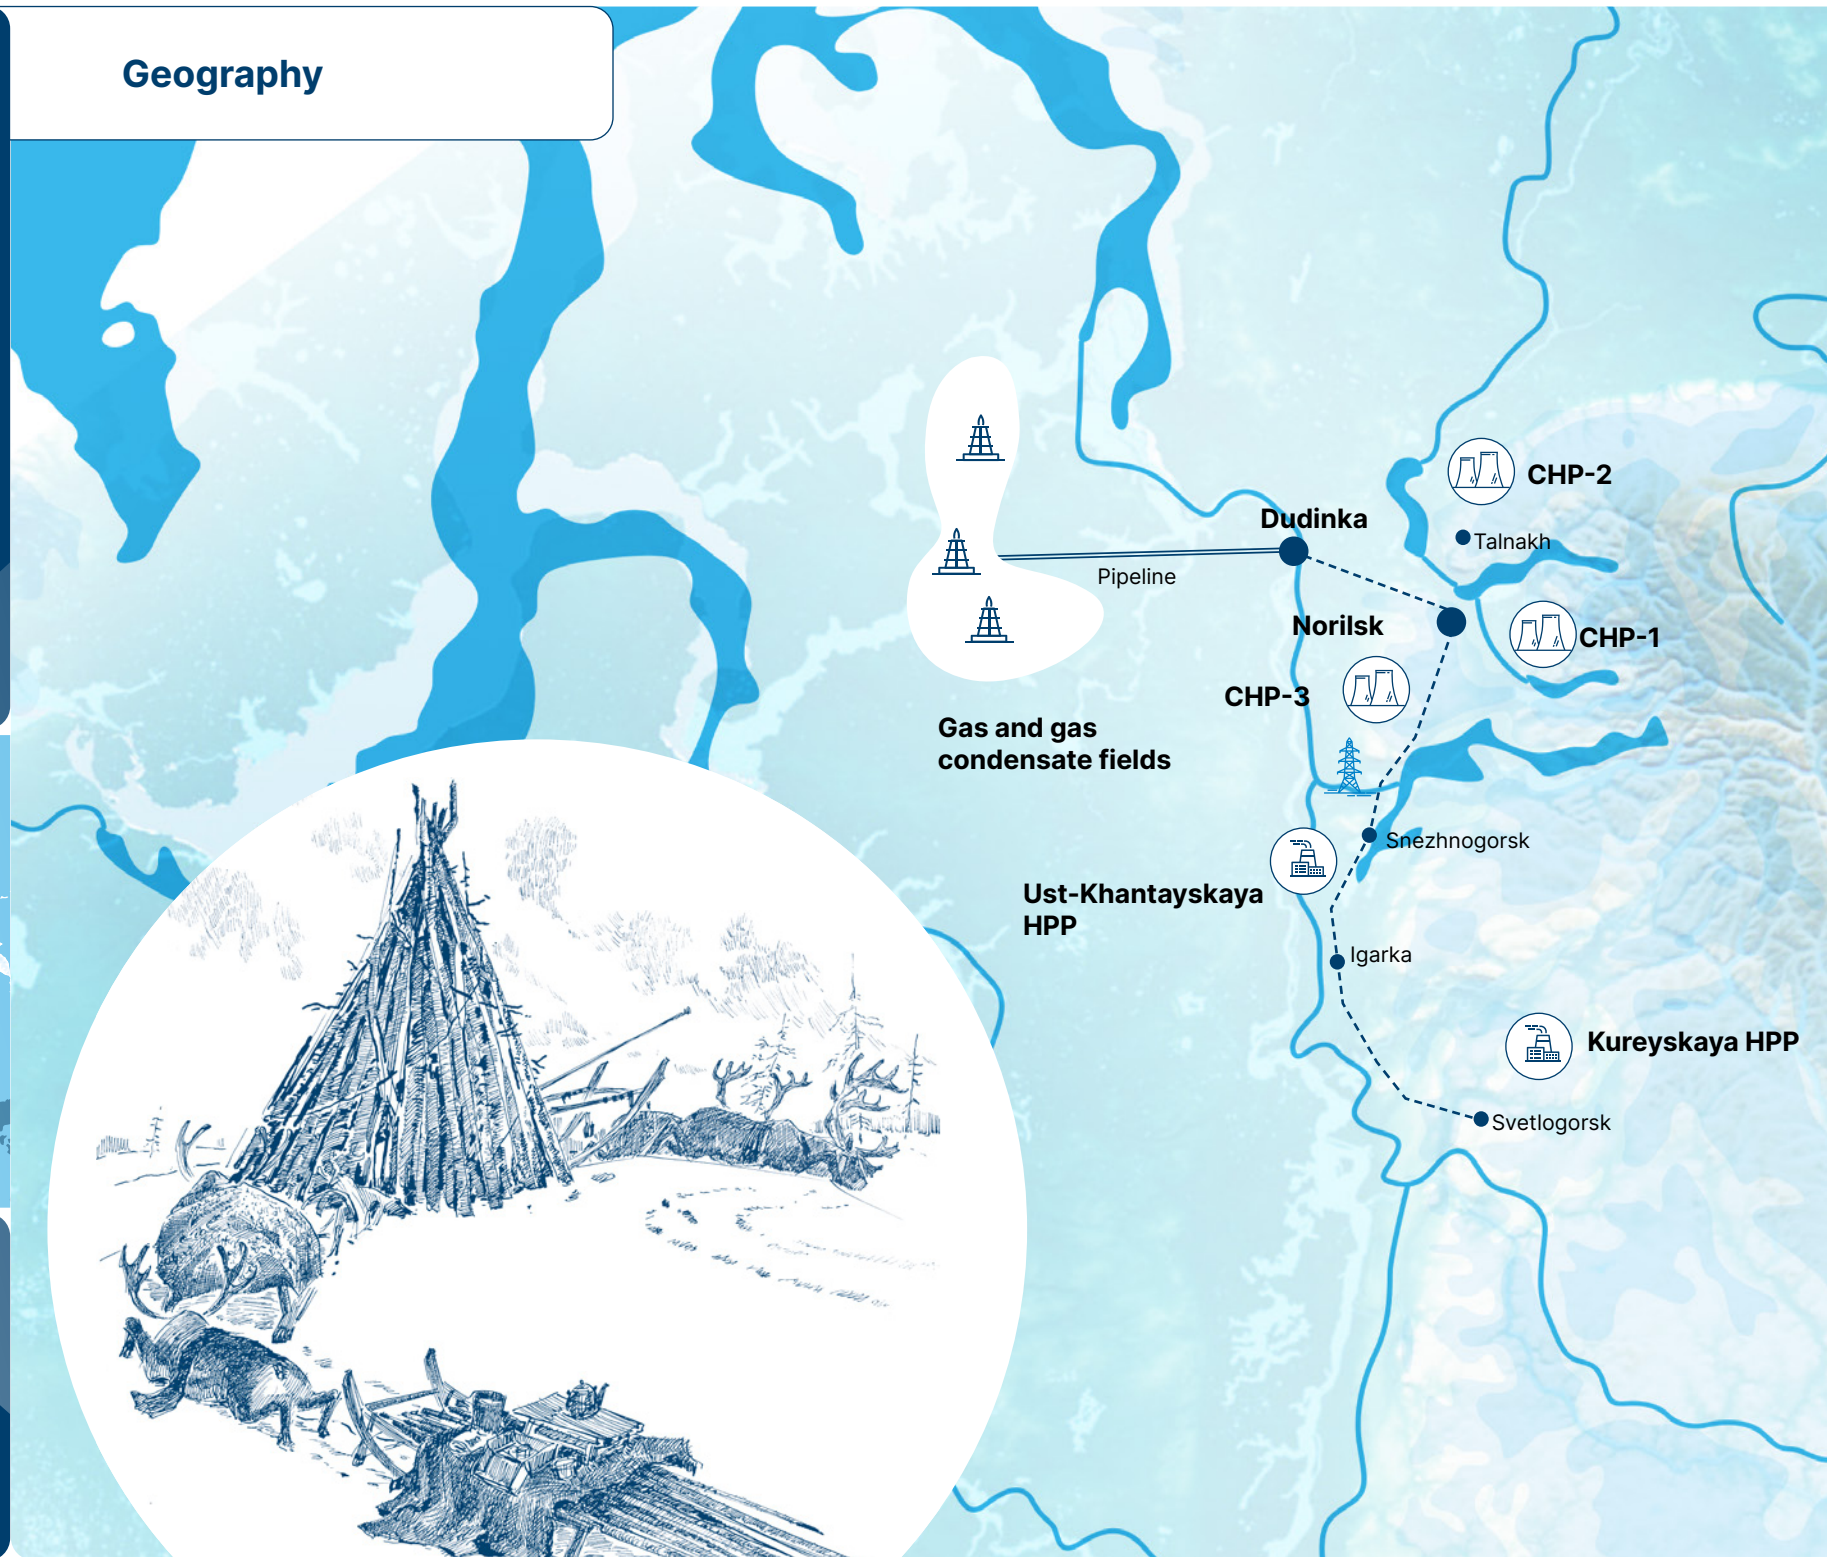 Geography
CHP-2
Talnakh
Dudinka
Pipeline
Norilsk
CHP-1
CHP-3
Gas and gas
condensate fields
Snezhnogorsk
Ust-Khantayskaya
HPP
Igarka
Kureyskaya HPP
Svetlogorsk